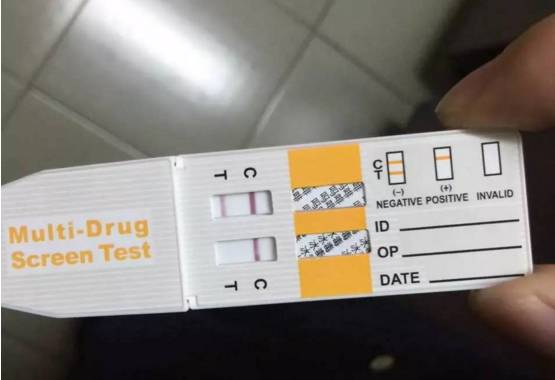 Multi-Drug
Screen Test
T C
T C
C
T
(-)
NEGATIVE
(+)
POSITIVE
INVALID
ID
OP
DATE